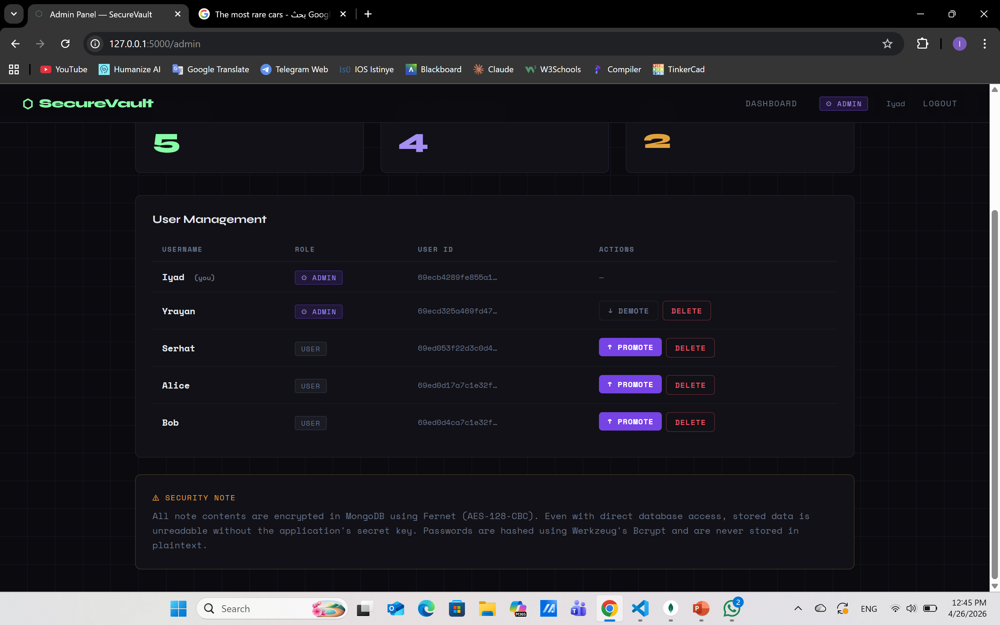 Admin Panel — SecureVault
The most rare cars - بحث Googl
127.0.0.1:5000/admin
I
YouTube
Humanize AI
Google Translate
Telegram Web
İSÜ IOS Istinye
Blackboard
Claude
W3Schools
Compiler
TinkerCad
SecureVault
DASHBOARD
⚙ ADMIN
Iyad
LOGOUT
5
4
2
User Management
USERNAME ROLE USER ID ACTIONS
Iyad (you) ⚙ ADMIN 69ecb4289fe855a1… —
Yrayan ⚙ ADMIN 69ecd325a469fd47… ↓ DEMOTE DELETE
Serhat USER 69ed053f22d3c0d4… ↑ PROMOTE DELETE
Alice USER 69ed0d17a7c1e32f… ↑ PROMOTE DELETE
Bob USER 69ed0d4ca7c1e32f… ↑ PROMOTE DELETE
⚠ SECURITY NOTE
All note contents are encrypted in MongoDB using Fernet (AES-128-CBC). Even with direct database access, stored data is
unreadable without the application's secret key. Passwords are hashed using Werkzeug's Bcrypt and are never stored in
plaintext.
Search
M365
2
ENG
12:45 PM
4/26/2026